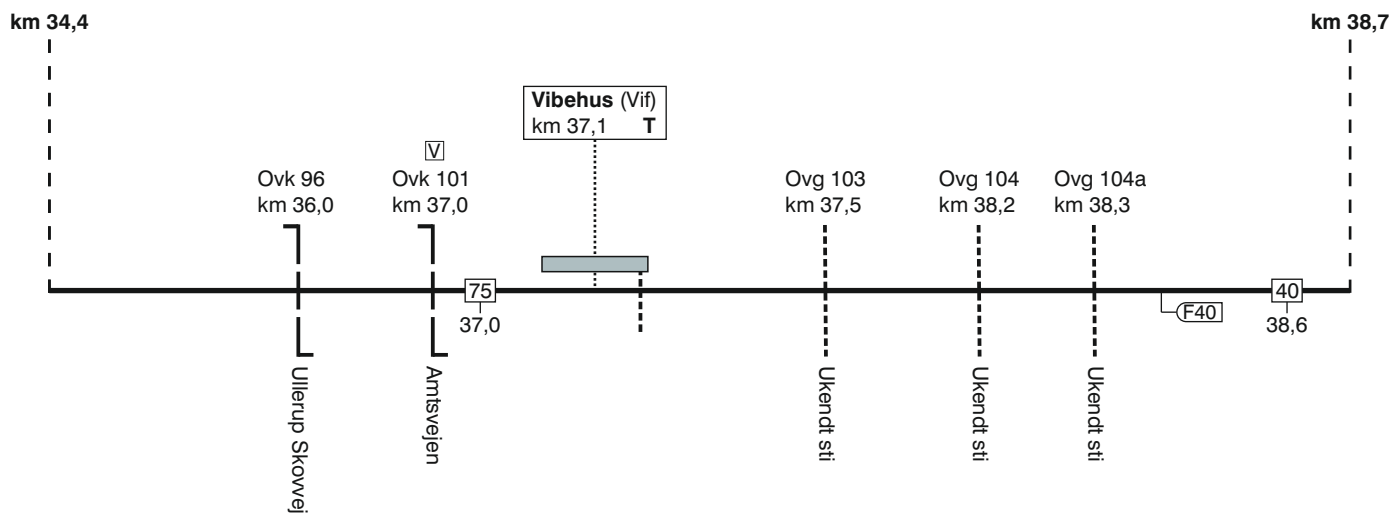 km 34,4
km 38,7
Vibehus (Vif)
km 37,1 T
V
Ovk 96
km 36,0
Ovk 101
km 37,0
Ovg 103
km 37,5
Ovg 104
km 38,2
Ovg 104a
km 38,3
75
37,0
F40
40
38,6
Ullerup Skovvej
Amtsvejen
Ukendt sti
Ukendt sti
Ukendt sti